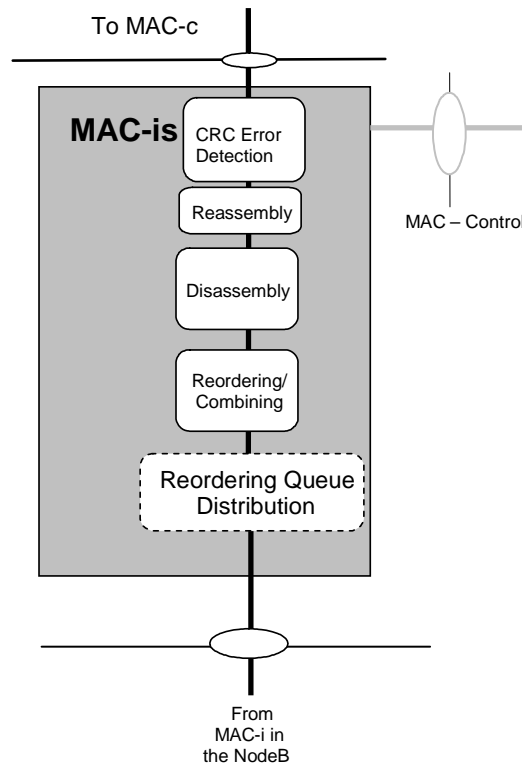 To MAC-c
MAC-is
CRC Error
Detection
Reassembly
MAC – Control
Disassembly
Reordering/
Combining
Reordering Queue
Distribution
From
MAC-i in
the NodeB